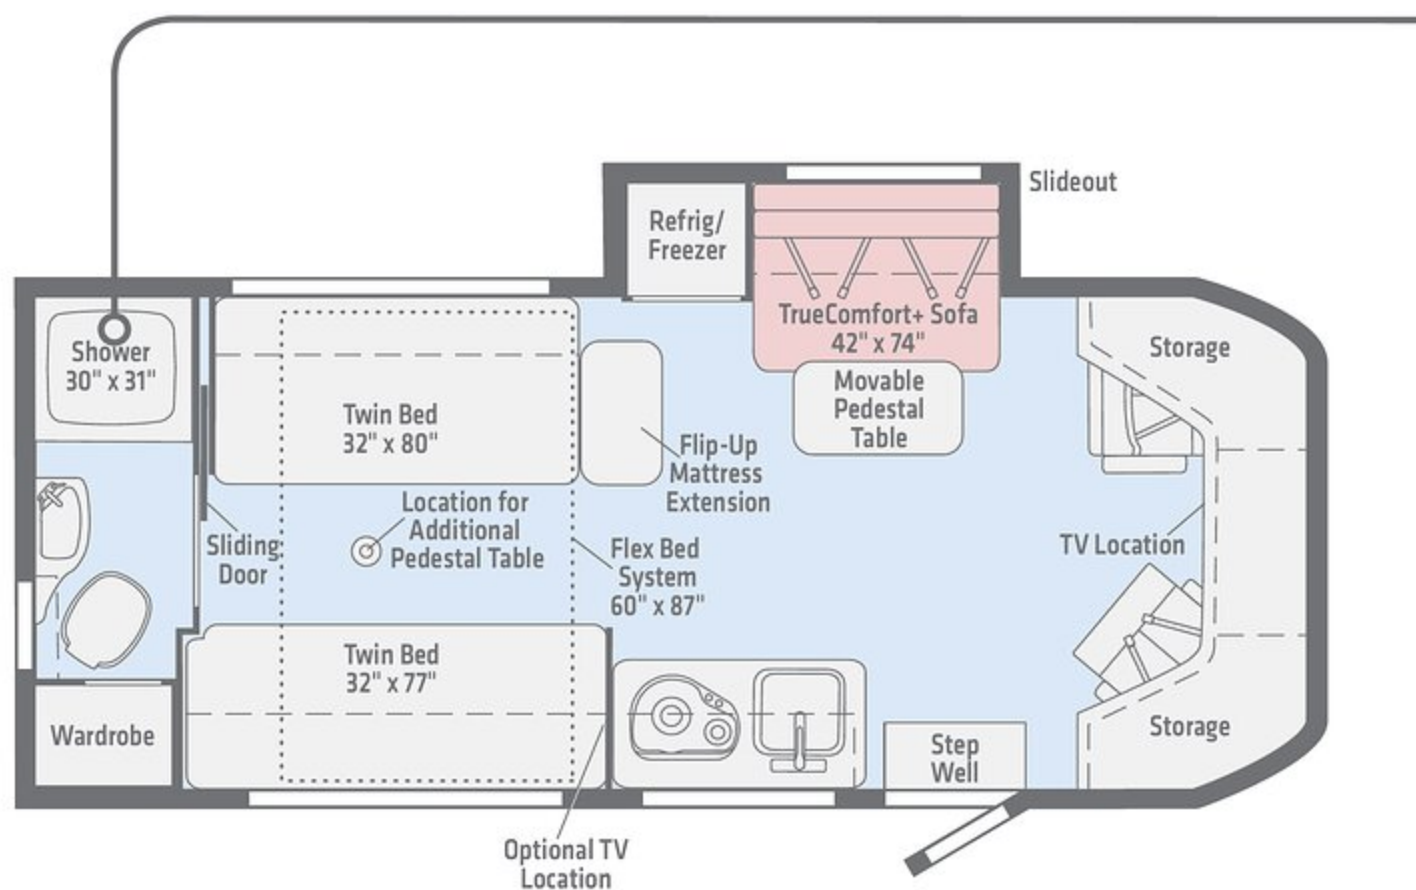 Slideout
Refrig/
Freezer
TrueComfort+ Sofa
42" x 74"
Storage
Shower
30" x 31"
Movable
Pedestal
Table
Twin Bed
32" x 80"
Flip-Up
Mattress
Extension
Location for
Additional
Pedestal Table
Sliding
Door
Flex Bed
System
60" x 87"
TV Location
Twin Bed
32" x 77"
Wardrobe
Step
Well
Storage
Optional TV
Location